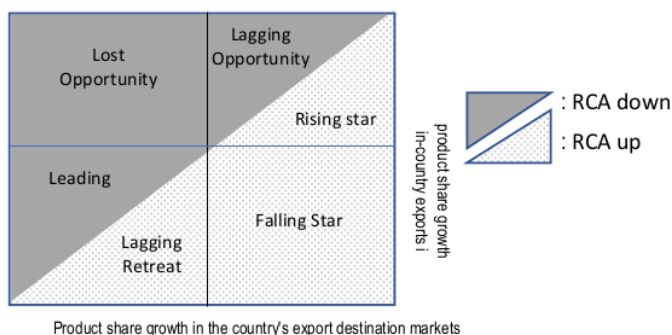 Lost
Opportunity
Lagging
Opportunity
Rising star
Leading
Falling Star
Lagging
Retreat
product share growth
in-country exports i
: RCA down
: RCA up
Product share growth in the country's export destination markets